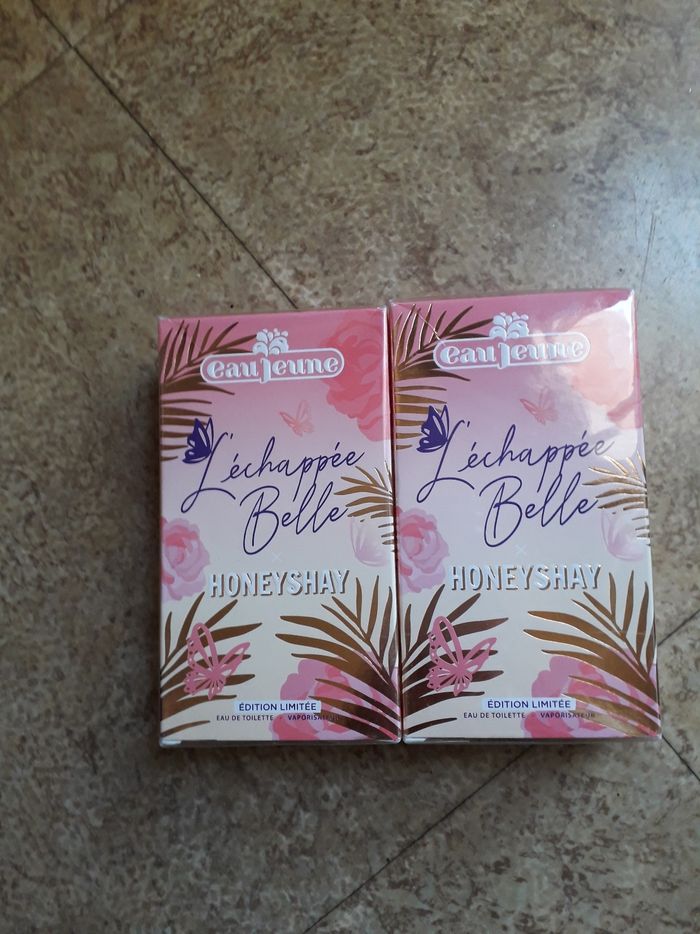 eau jeune
L'échappée
Belle
×
HONEYSHAY
ÉDITION LIMITÉE
EAU DE TOILETTE - VAPORISATEUR
eau jeune
L'échappée
Belle
×
HONEYSHAY
ÉDITION LIMITÉE
EAU DE TOILETTE - VAPORISATEUR